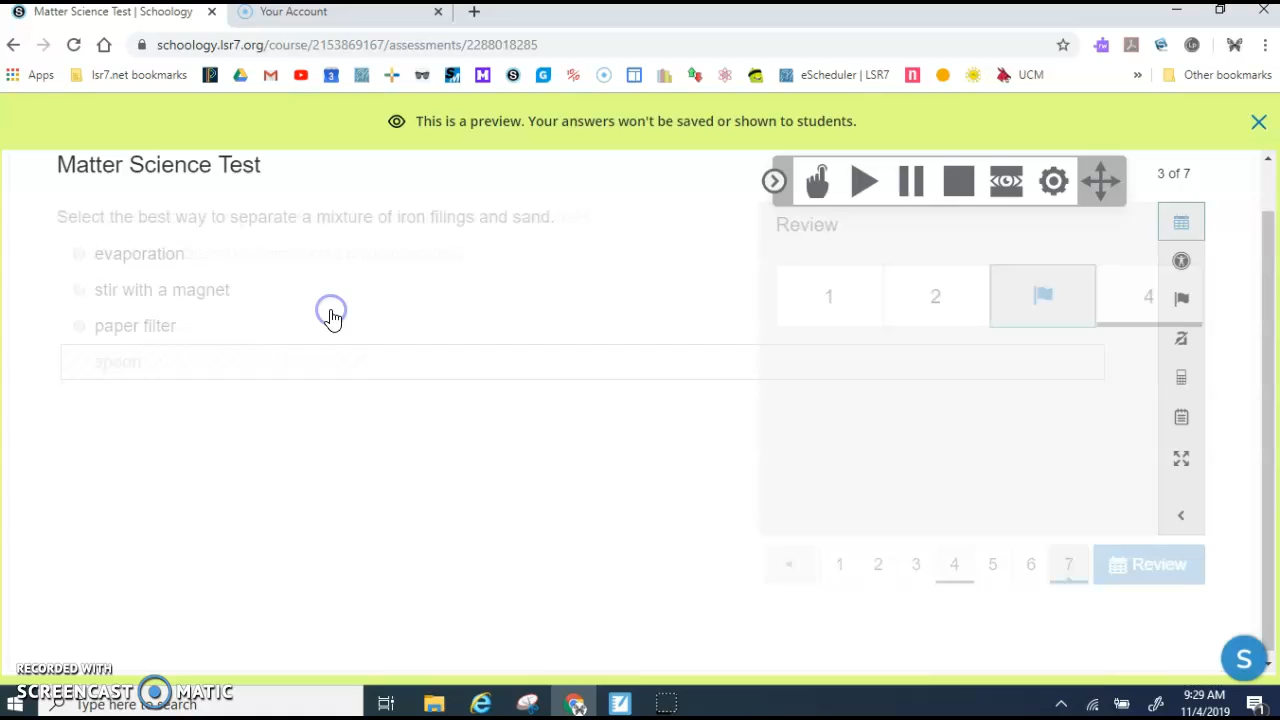 Matter Science Test | Schoology
Your Account
schoology.lsr7.org/course/2153869167/assessments/2288018285
Apps
lsr7.net bookmarks
eScheduler | LSR7
UCM
»
Other bookmarks
This is a preview. Your answers won't be saved or shown to students.
Matter Science Test
3 of 7
Select the best way to separate a mixture of iron filings and sand.
Review
evaporation
stir with a magnet
1 2 4
paper filter
spoon
« 1 2 3 4 5 6 7 Review
S
RECORDED WITH
SCREENCAST MATIC
Type here to search
9:29 AM
11/4/2019